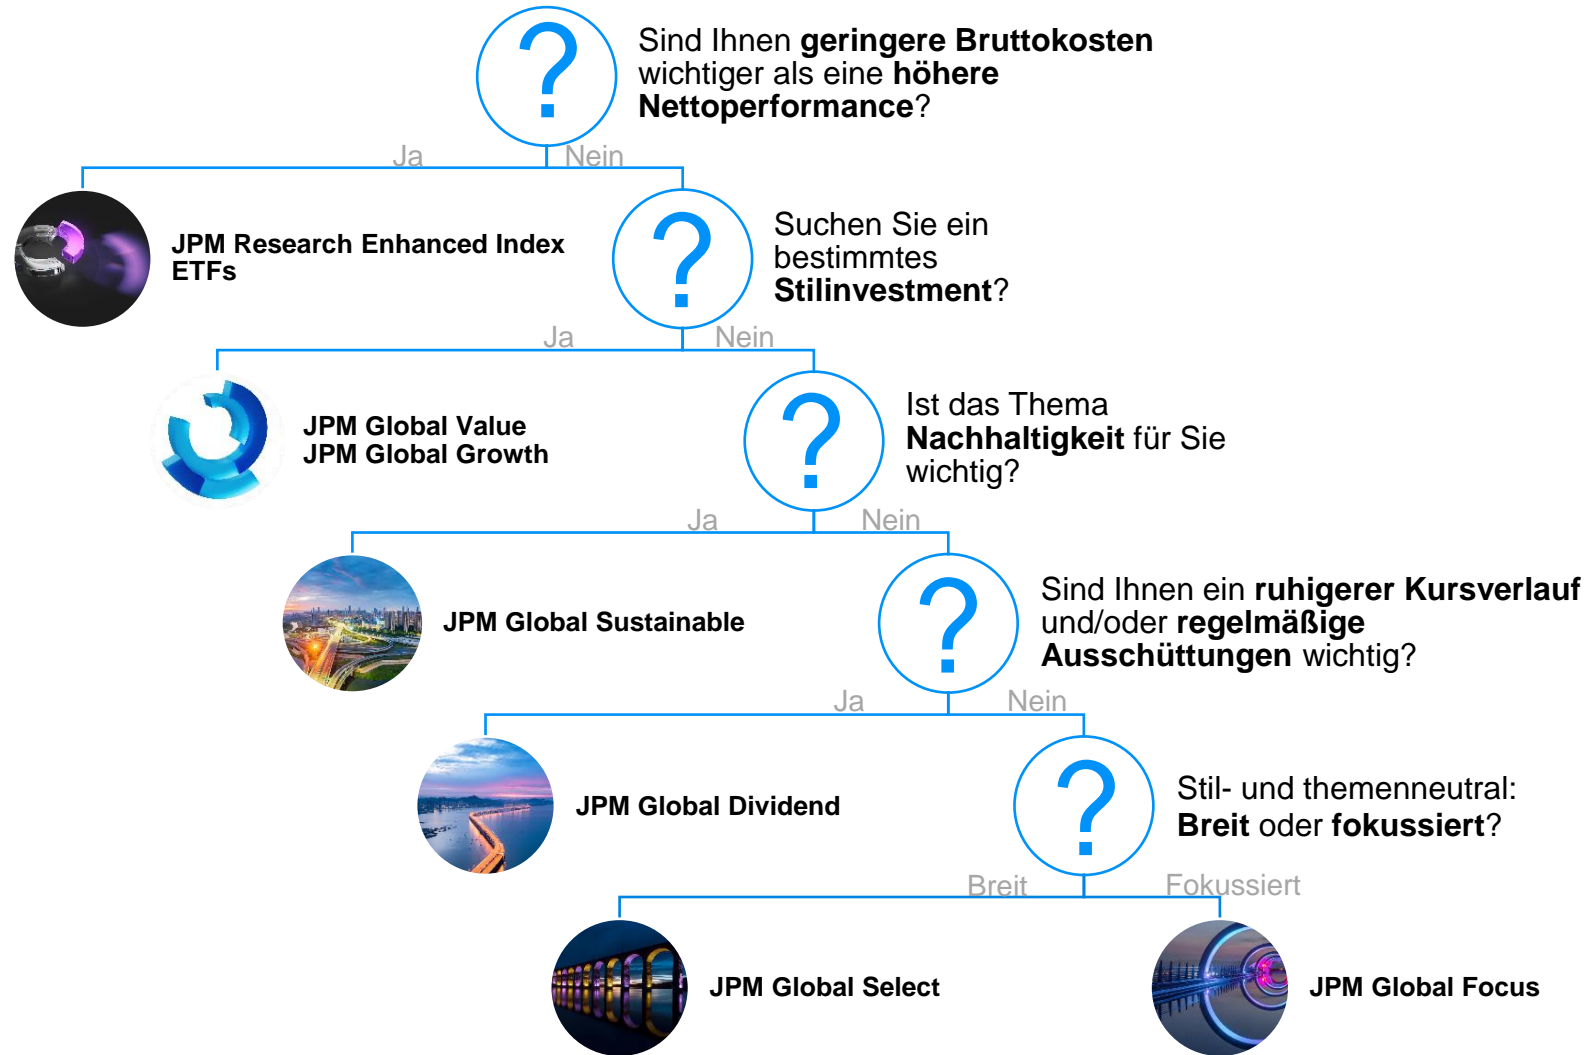 Sind Ihnen geringere Bruttokosten
wichtiger als eine höhere
Nettoperformance?
Ja
Nein
JPM Research Enhanced Index
ETFs
Suchen Sie ein
bestimmtes
Stilinvestment?
Ja
Nein
JPM Global Value
JPM Global Growth
Ist das Thema
Nachhaltigkeit für Sie
wichtig?
Ja
Nein
JPM Global Sustainable
Sind Ihnen ein ruhigerer Kursverlauf
und/oder regelmäßige
Ausschüttungen wichtig?
Ja
Nein
JPM Global Dividend
Stil- und themenneutral:
Breit oder fokussiert?
Breit
Fokussiert
JPM Global Select
JPM Global Focus